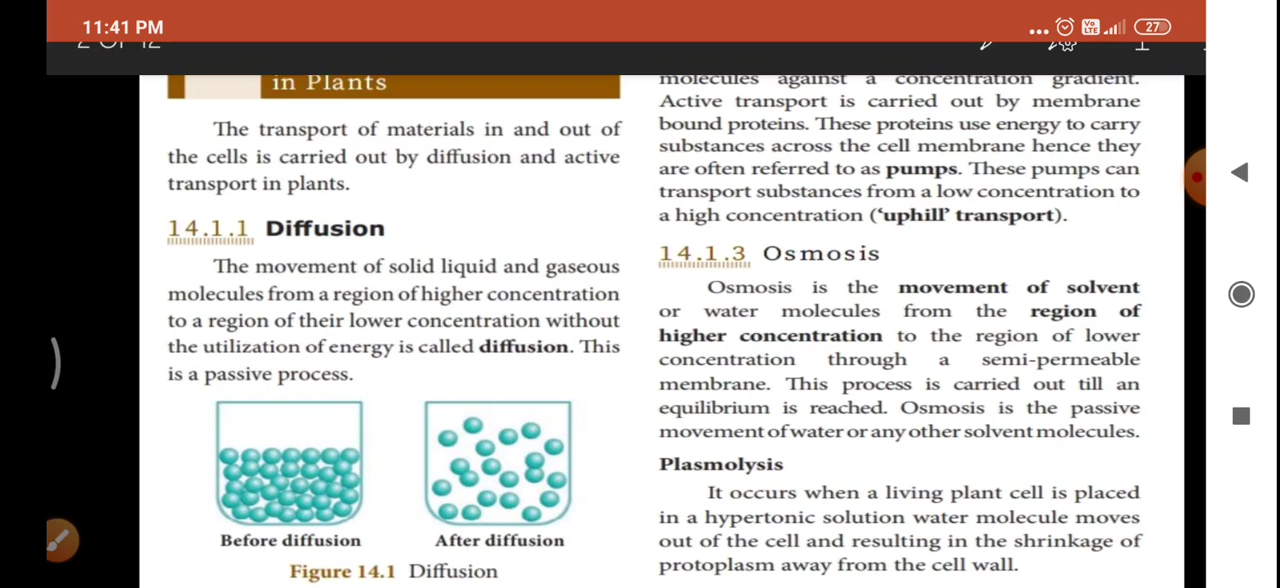 11:41 PM
27
2 OF 12
in Plants
The transport of materials in and out of
the cells is carried out by diffusion and active
transport in plants.
14.1.1 Diffusion
The movement of solid liquid and gaseous
molecules from a region of higher concentration
to a region of their lower concentration without
the utilization of energy is called diffusion. This
is a passive process.
Before diffusion
After diffusion
Figure 14.1 Diffusion
molecules against a concentration gradient.
Active transport is carried out by membrane
bound proteins. These proteins use energy to carry
substances across the cell membrane hence they
are often referred to as pumps. These pumps can
transport substances from a low concentration to
a high concentration (‘uphill’ transport).
14.1.3 Osmosis
Osmosis is the movement of solvent
or water molecules from the region of
higher concentration to the region of lower
concentration through a semi-permeable
membrane. This process is carried out till an
equilibrium is reached. Osmosis is the passive
movement of water or any other solvent molecules.
Plasmolysis
It occurs when a living plant cell is placed
in a hypertonic solution water molecule moves
out of the cell and resulting in the shrinkage of
protoplasm away from the cell wall.